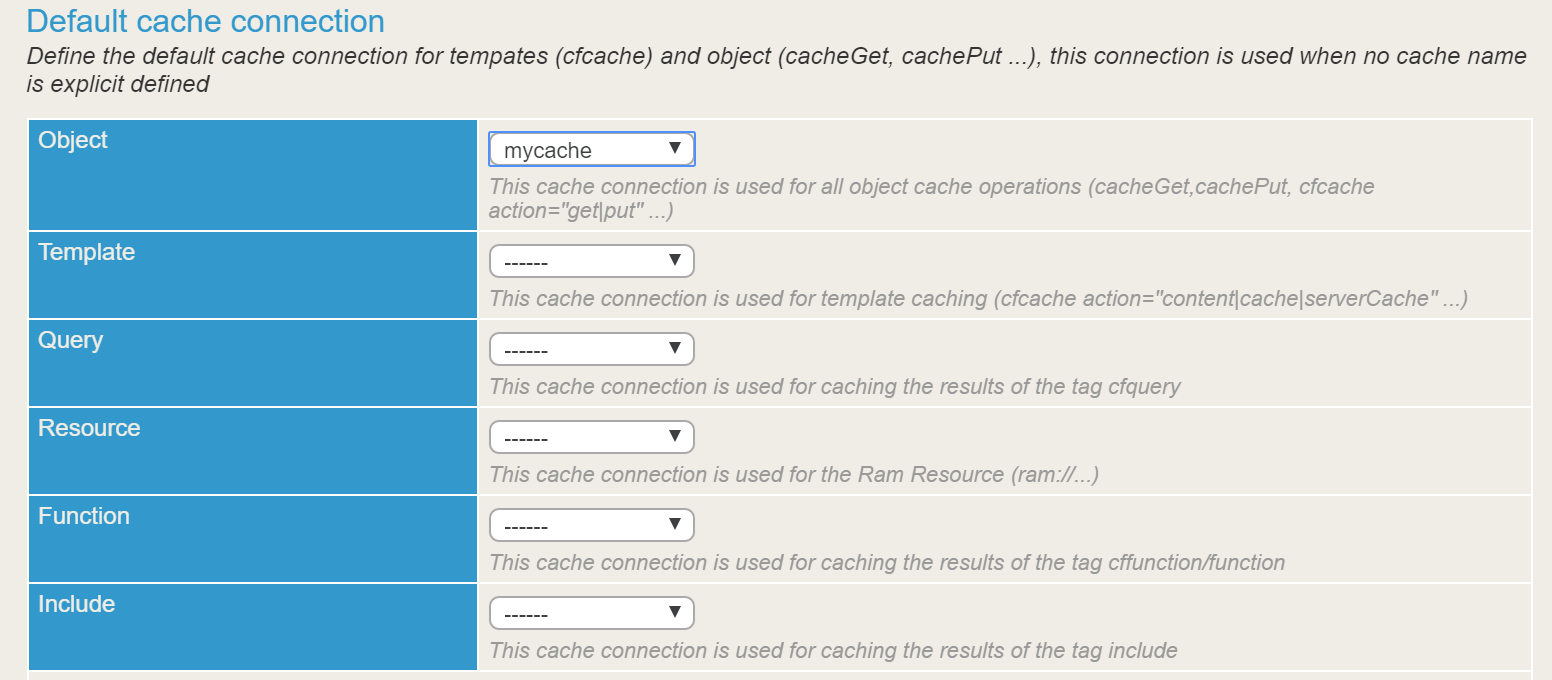 Default cache connection
Define the default cache connection for tempates (cfcache) and object (cacheGet, cachePut ...), this connection is used when no cache name
is explicit defined
Object
mycache
This cache connection is used for all object cache operations (cacheGet,cachePut, cfcache
action="get|put" ...)
Template
------
This cache connection is used for template caching (cfcache action="content|cache|serverCache" ...)
Query
------
This cache connection is used for caching the results of the tag cfquery
Resource
------
This cache connection is used for the Ram Resource (ram://...)
Function
------
This cache connection is used for caching the results of the tag cffunction/function
Include
------
This cache connection is used for caching the results of the tag include